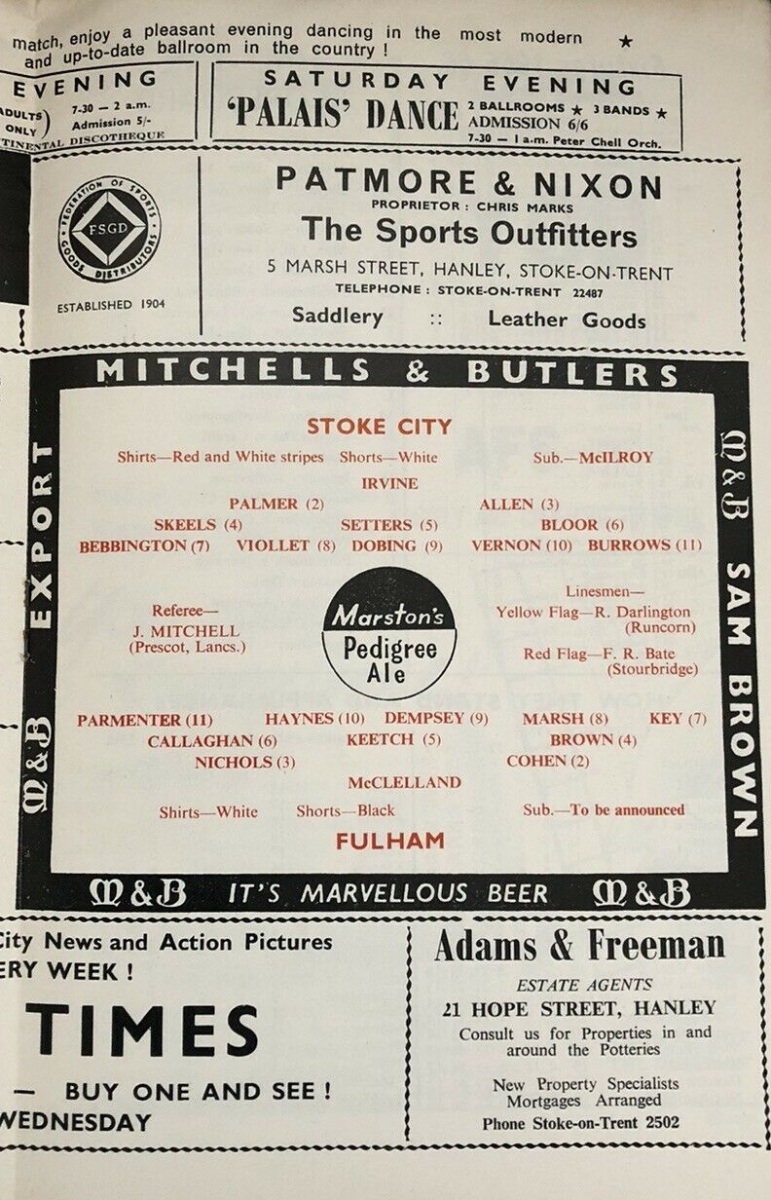 match, enjoy a pleasant evening dancing in the most modern ★
and up-to-date ballroom in the country !
EVENING
ADULTS ONLY) 7-30 — 2 a.m.
Admission 5/-
TINENTAL DISCOTHEQUE
SATURDAY EVENING
'PALAIS' DANCE 2 BALLROOMS ★ 3 BANDS ★
ADMISSION 6/6
7-30 — 1 a.m. Peter Chell Orch.
FEDERATION OF SPORTS GOODS DISTRIBUTORS
FSGD
ESTABLISHED 1904
PATMORE & NIXON
PROPRIETOR : CHRIS MARKS
The Sports Outfitters
5 MARSH STREET, HANLEY, STOKE-ON-TRENT
TELEPHONE : STOKE-ON-TRENT 22487
Saddlery :: Leather Goods
MITCHELLS & BUTLERS
M&B EXPORT
M&B SAM BROWN
STOKE CITY
Shirts—Red and White stripes Shorts—White Sub.—McILROY
IRVINE
PALMER (2) ALLEN (3)
SKEELS (4) SETTERS (5) BLOOR (6)
BEBBINGTON (7) VIOLLET (8) DOBING (9) VERNON (10) BURROWS (11)
Referee—
J. MITCHELL
(Prescot, Lancs.)
Marston's
Pedigree
Ale
Linesmen—
Yellow Flag—R. Darlington
(Runcorn)
Red Flag—F. R. Bate
(Stourbridge)
PARMENTER (11) HAYNES (10) DEMPSEY (9) MARSH (8) KEY (7)
CALLAGHAN (6) KEETCH (5) BROWN (4)
NICHOLS (3) COHEN (2)
McCLELLAND
Shirts—White Shorts—Black Sub.—To be announced
FULHAM
M&B IT'S MARVELLOUS BEER M&B
City News and Action Pictures
ERY WEEK !
TIMES
— BUY ONE AND SEE !
WEDNESDAY
Adams & Freeman
ESTATE AGENTS
21 HOPE STREET, HANLEY
Consult us for Properties in and
around the Potteries
New Property Specialists
Mortgages Arranged
Phone Stoke-on-Trent 2502